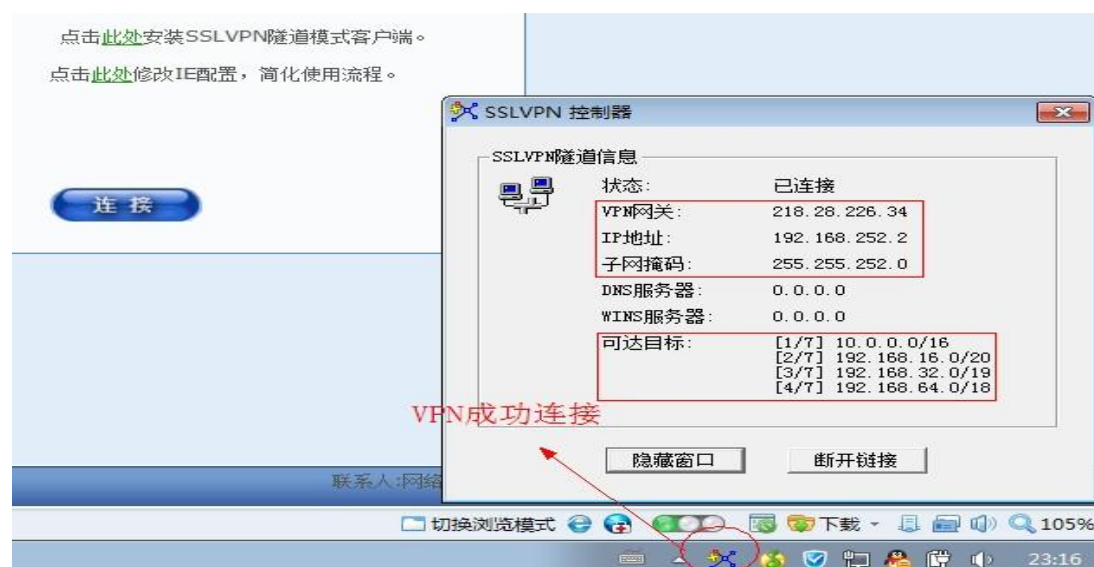 点击此处安装SSLVPN隧道模式客户端。
点击此处修改IE配置，简化使用流程。
连 接
SSLVPN 控制器
SSLVPN隧道信息
状态: 已连接
VPN网关: 218.28.226.34
IP地址: 192.168.252.2
子网掩码: 255.255.252.0
DNS服务器: 0.0.0.0
WINS服务器: 0.0.0.0
可达目标: [1/7] 10.0.0.0/16
[2/7] 192.168.16.0/20
[3/7] 192.168.32.0/19
[4/7] 192.168.64.0/18
VPN成功连接
隐藏窗口 断开链接
联系人:网络
切换浏览模式 下载 105%
23:16